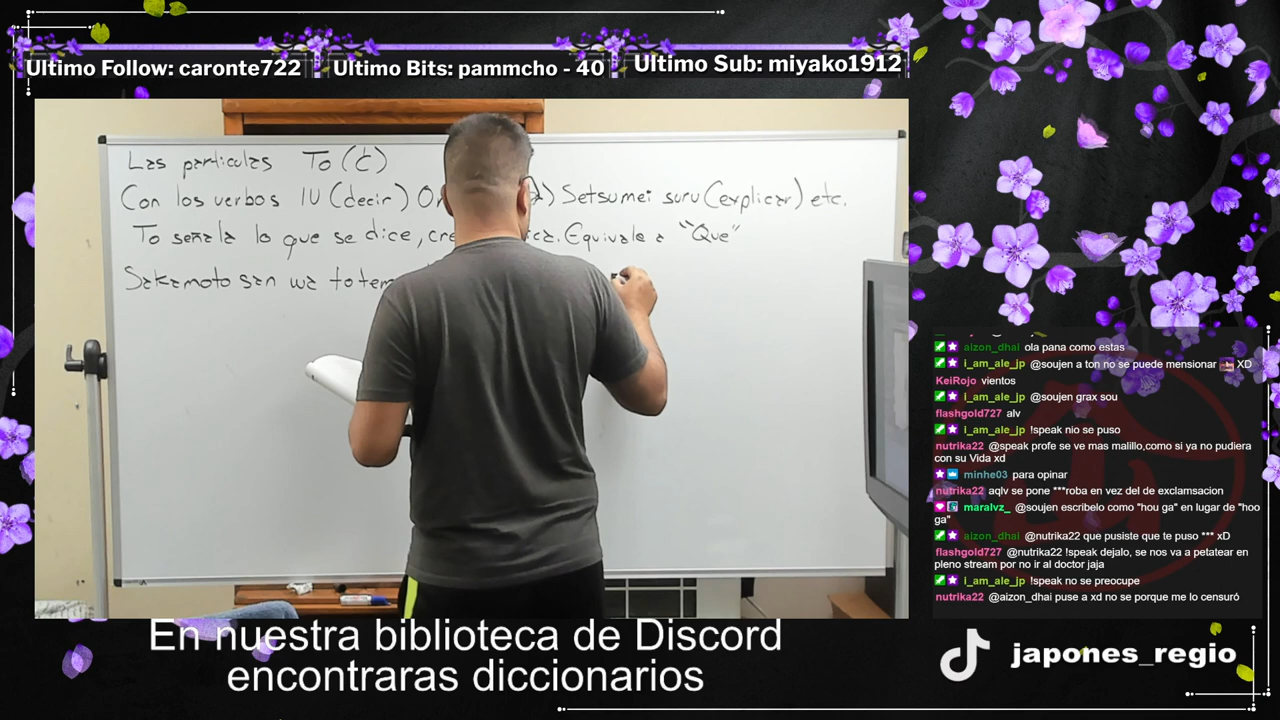 Ultimo Follow: caronte722
Ultimo Bits: pammcho - 40
Ultimo Sub: miyako1912
Las particulas To (と)
Con los verbos IU (decir) Setsumei suru (explicar) etc.
To señala lo que se dice, Equivale a "Que"
Sakamoto san wa
aizon_dhai ola pana como estas
i_am_ale_jp @soujen a ton no se puede mencionar XD
KeiRojo vientos
i_am_ale_jp @soujen grax sou
flashgold727 alv
i_am_ale_jp !speak nio se puso
nutrika22 @speak profe se ve mas malillo,como si ya no pudiera
con su Vida xd
minhe03 para opinar
nutrika22 aqlv se pone ***roba en vez del de exclamsacion
maralvz_ @soujen escribelo como "hou ga" en lugar de "hoo
ga"
aizon_dhai @nutrika22 que pusiste que te puso *** xD
flashgold727 @nutrika22 !speak dejalo, se nos va a petatear en
pleno stream por no ir al doctor jaja
i_am_ale_jp !speak no se preocupe
nutrika22 @aizon_dhai puse a xd no se porque me lo censuró
En nuestra biblioteca de Discord
encontraras diccionarios
japones_regio